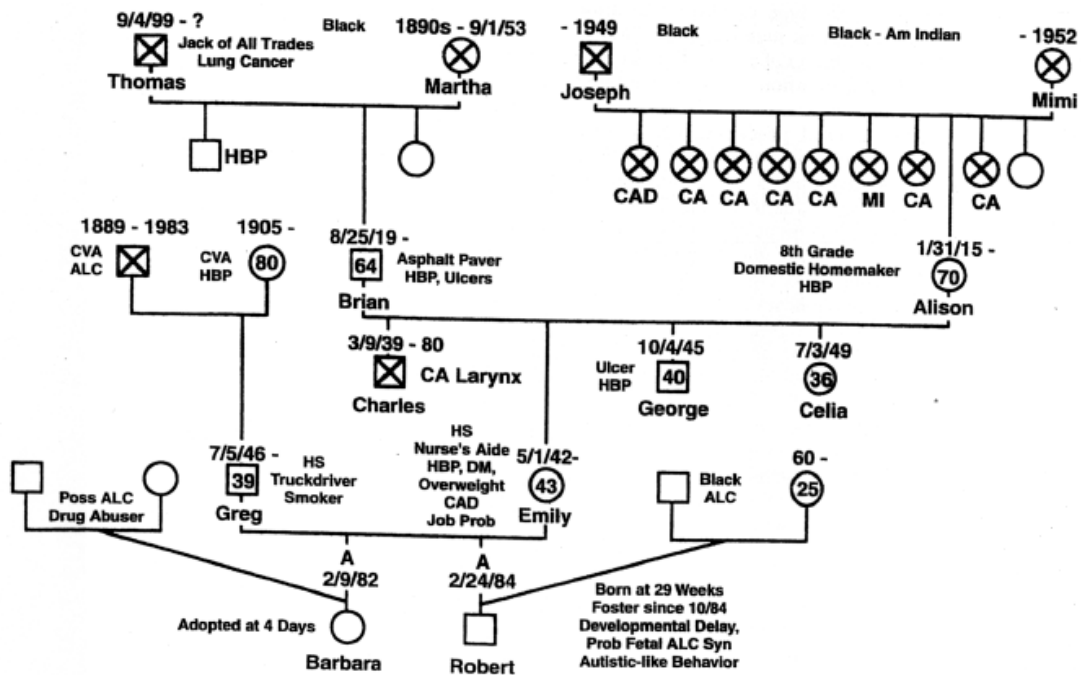 9/4/99 - ?
Jack of All Trades
Lung Cancer
Thomas
Black
1890s - 9/1/53
Martha
- 1949
Joseph
Black
Black - Am Indian
- 1952
Mimi
HBP
CAD
CA
CA
CA
CA
MI
CA
CA
1889 - 1983
CVA
ALC
1905 -
CVA
HBP
80
8/25/19 -
64
Asphalt Paver
HBP, Ulcers
Brian
8th Grade
Domestic Homemaker
HBP
1/31/15 -
70
Alison
3/9/39 - 80
CA Larynx
Charles
10/4/45
Ulcer
HBP
40
George
7/3/49
36
Celia
Poss ALC
Drug Abuser
7/5/46 -
39
Greg
HS
Truckdriver
Smoker
HS
Nurse's Aide
HBP, DM,
Overweight
CAD
Job Prob
5/1/42-
43
Emily
Black
ALC
60 -
25
A
2/9/82
A
2/24/84
Adopted at 4 Days
Barbara
Robert
Born at 29 Weeks
Foster since 10/84
Developmental Delay,
Prob Fetal ALC Syn
Autistic-like Behavior